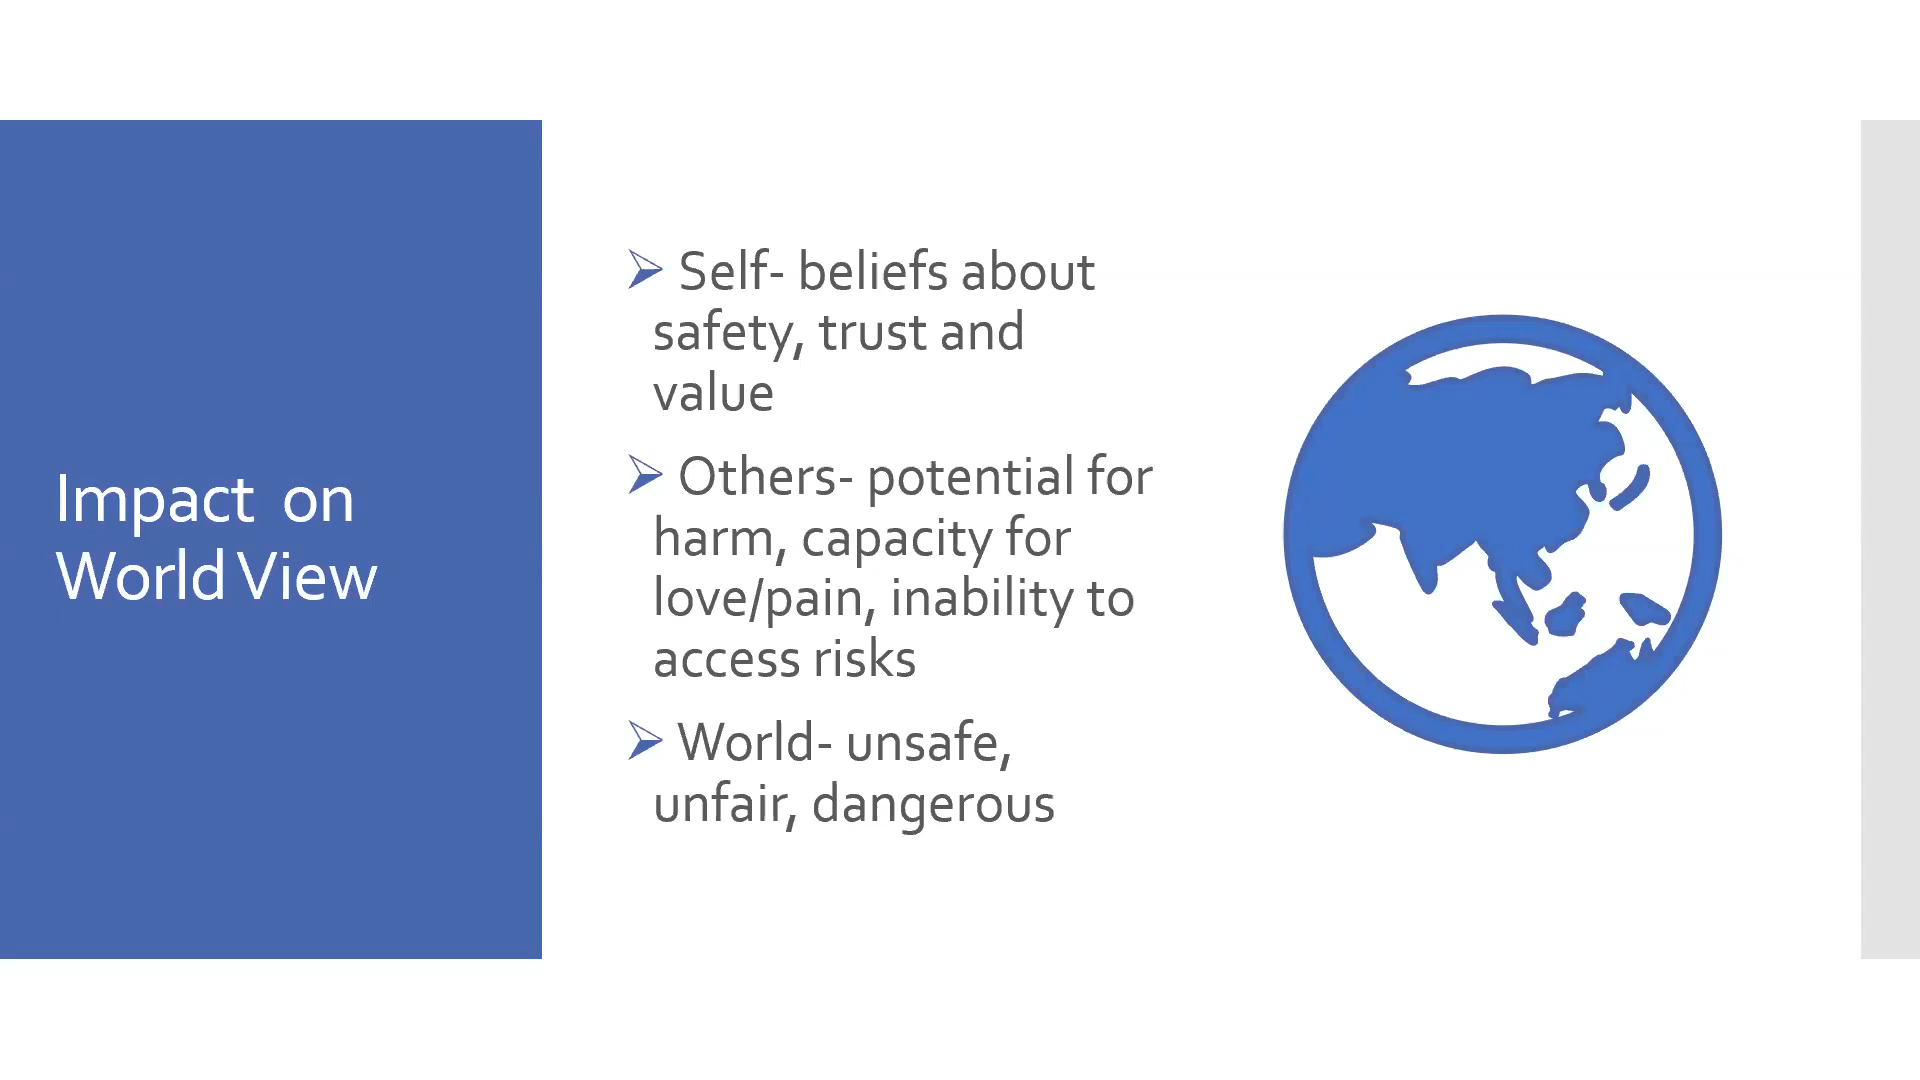 Impact on
World View
Self- beliefs about
safety, trust and
value
Others- potential for
harm, capacity for
love/pain, inability to
access risks
World- unsafe,
unfair, dangerous